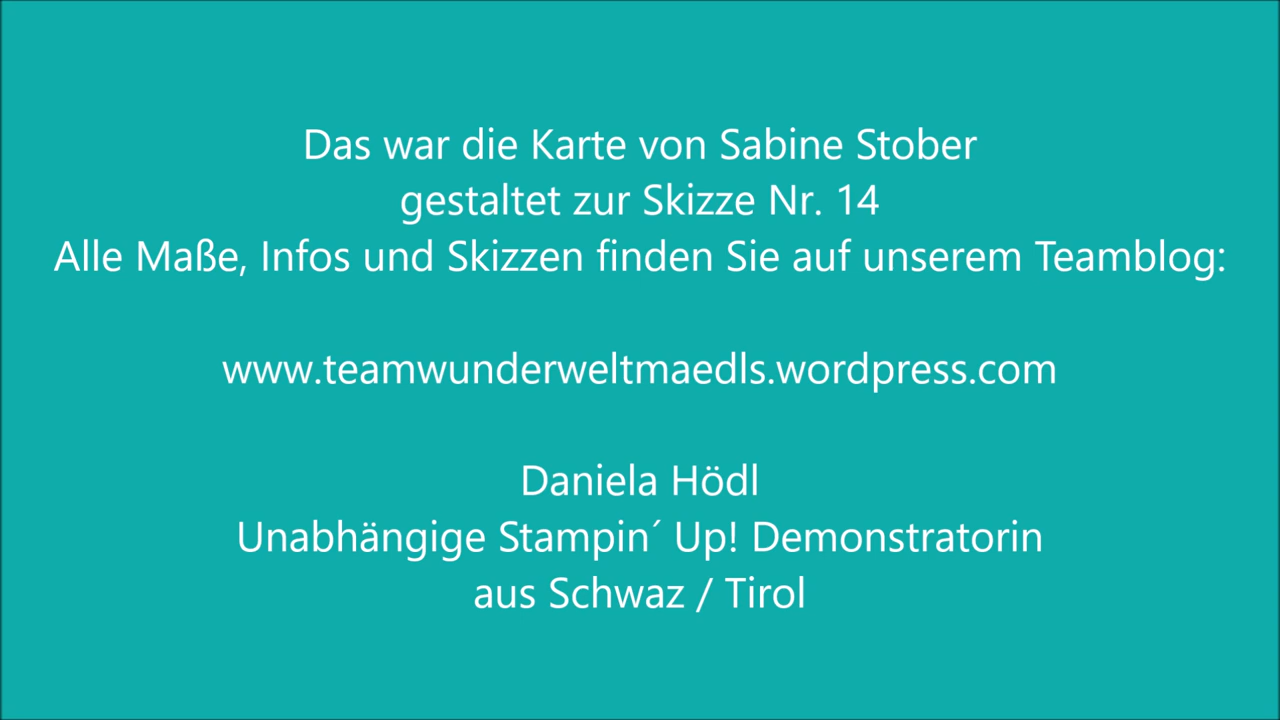 Das war die Karte von Sabine Stober
gestaltet zur Skizze Nr. 14
Alle Maße, Infos und Skizzen finden Sie auf unserem Teamblog:
www.teamwunderweltmaedls.wordpress.com
Daniela Hödl
Unabhängige Stampin´ Up! Demonstratorin
aus Schwaz / Tirol